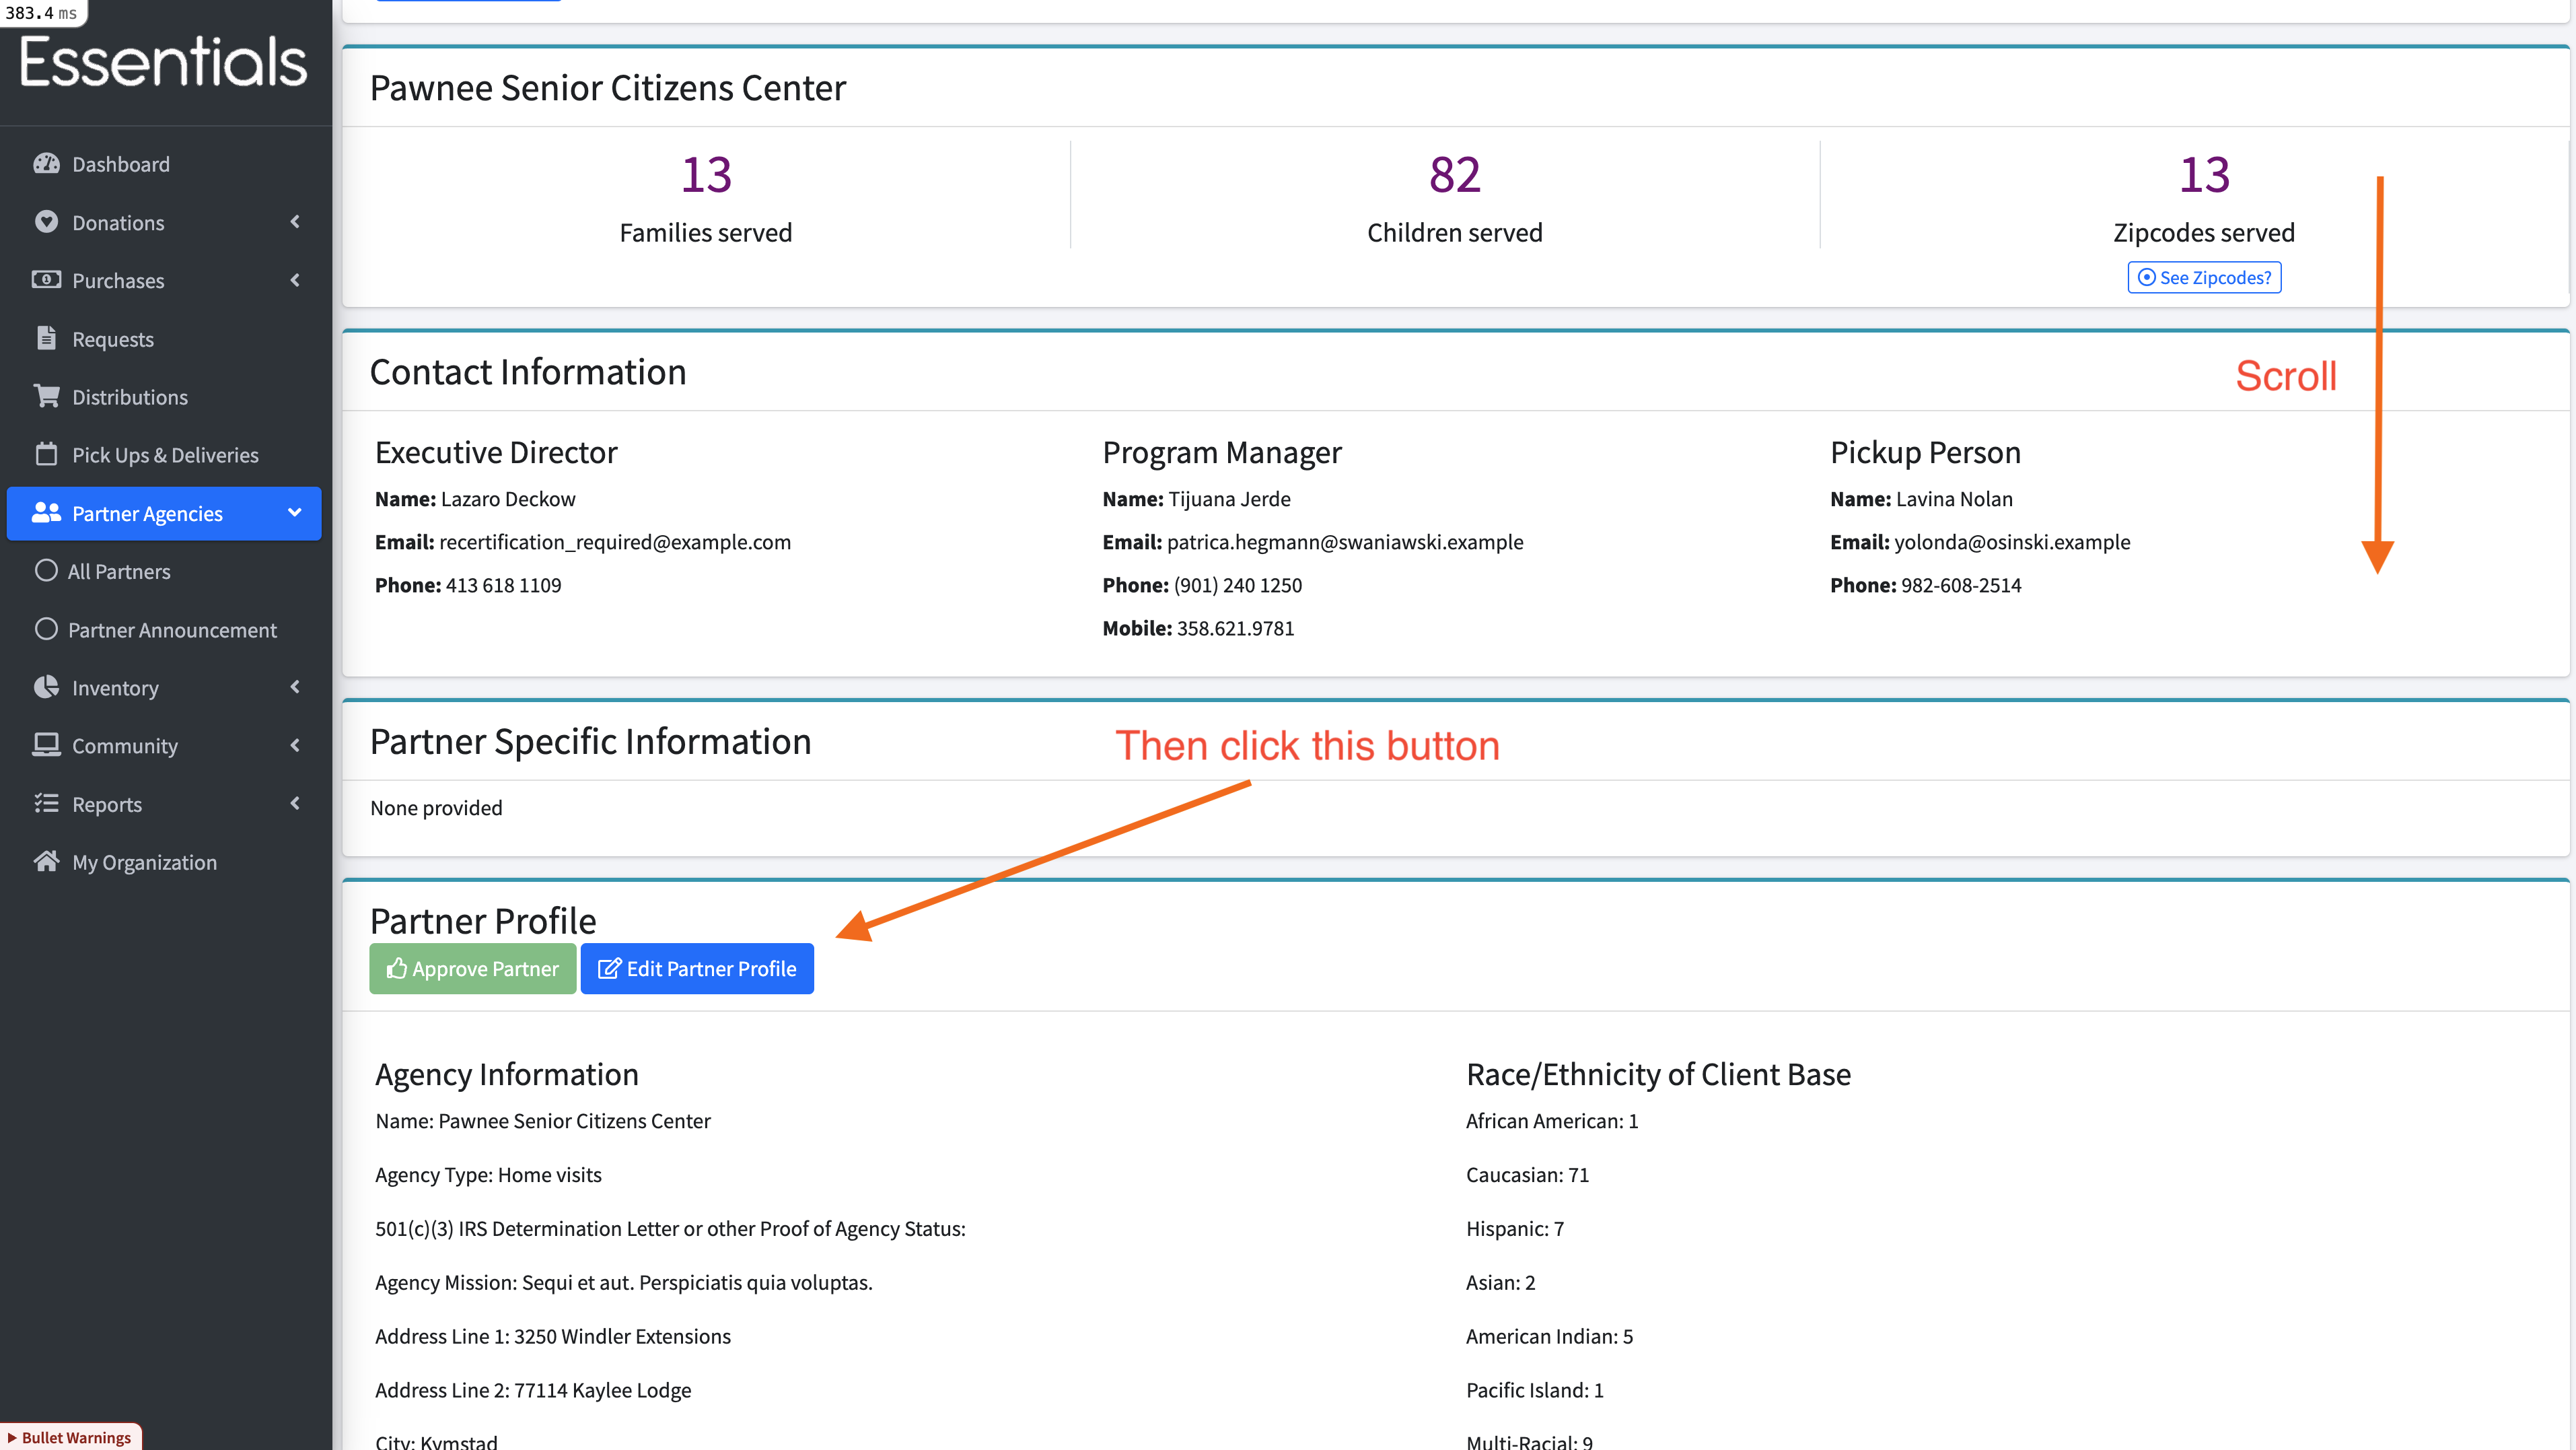 383.4 ms
Essentials
Dashboard
Donations
Purchases
Requests
Distributions
Pick Ups & Deliveries
Partner Agencies
All Partners
Partner Announcement
Inventory
Community
Reports
My Organization
Bullet Warnings
Pawnee Senior Citizens Center
13
Families served
82
Children served
13
Zipcodes served
See Zipcodes?
Contact Information
Scroll
Executive Director
Name: Lazaro Deckow
Email: recertification_required@example.com
Phone: 413 618 1109
Program Manager
Name: Tijuana Jerde
Email: patrica.hegmann@swaniawski.example
Phone: (901) 240 1250
Mobile: 358.621.9781
Pickup Person
Name: Lavina Nolan
Email: yolonda@osinski.example
Phone: 982-608-2514
Partner Specific Information
Then click this button
None provided
Partner Profile
Approve Partner
Edit Partner Profile
Agency Information
Name: Pawnee Senior Citizens Center
Agency Type: Home visits
501(c)(3) IRS Determination Letter or other Proof of Agency Status:
Agency Mission: Sequi et aut. Perspiciatis quia voluptas.
Address Line 1: 3250 Windler Extensions
Address Line 2: 77114 Kaylee Lodge
City: Kymstad
Race/Ethnicity of Client Base
African American: 1
Caucasian: 71
Hispanic: 7
Asian: 2
American Indian: 5
Pacific Island: 1
Multi-Racial: 9